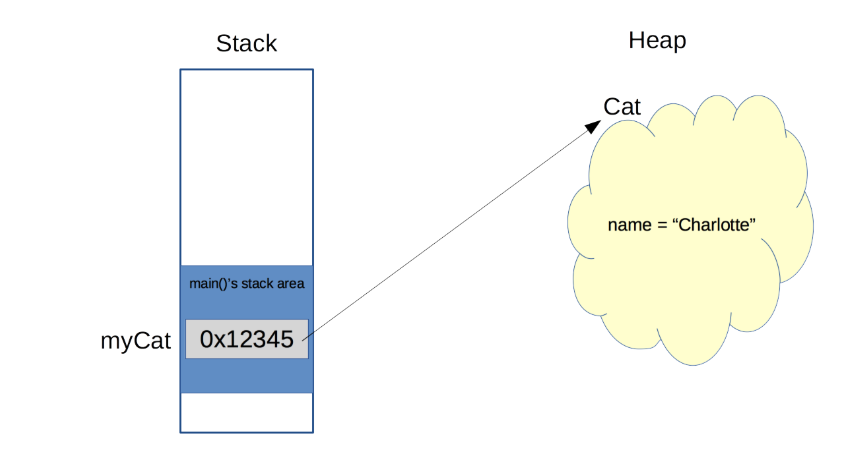 Stack
Heap
Cat
name = “Charlotte”
main()’s stack area
myCat
0x12345